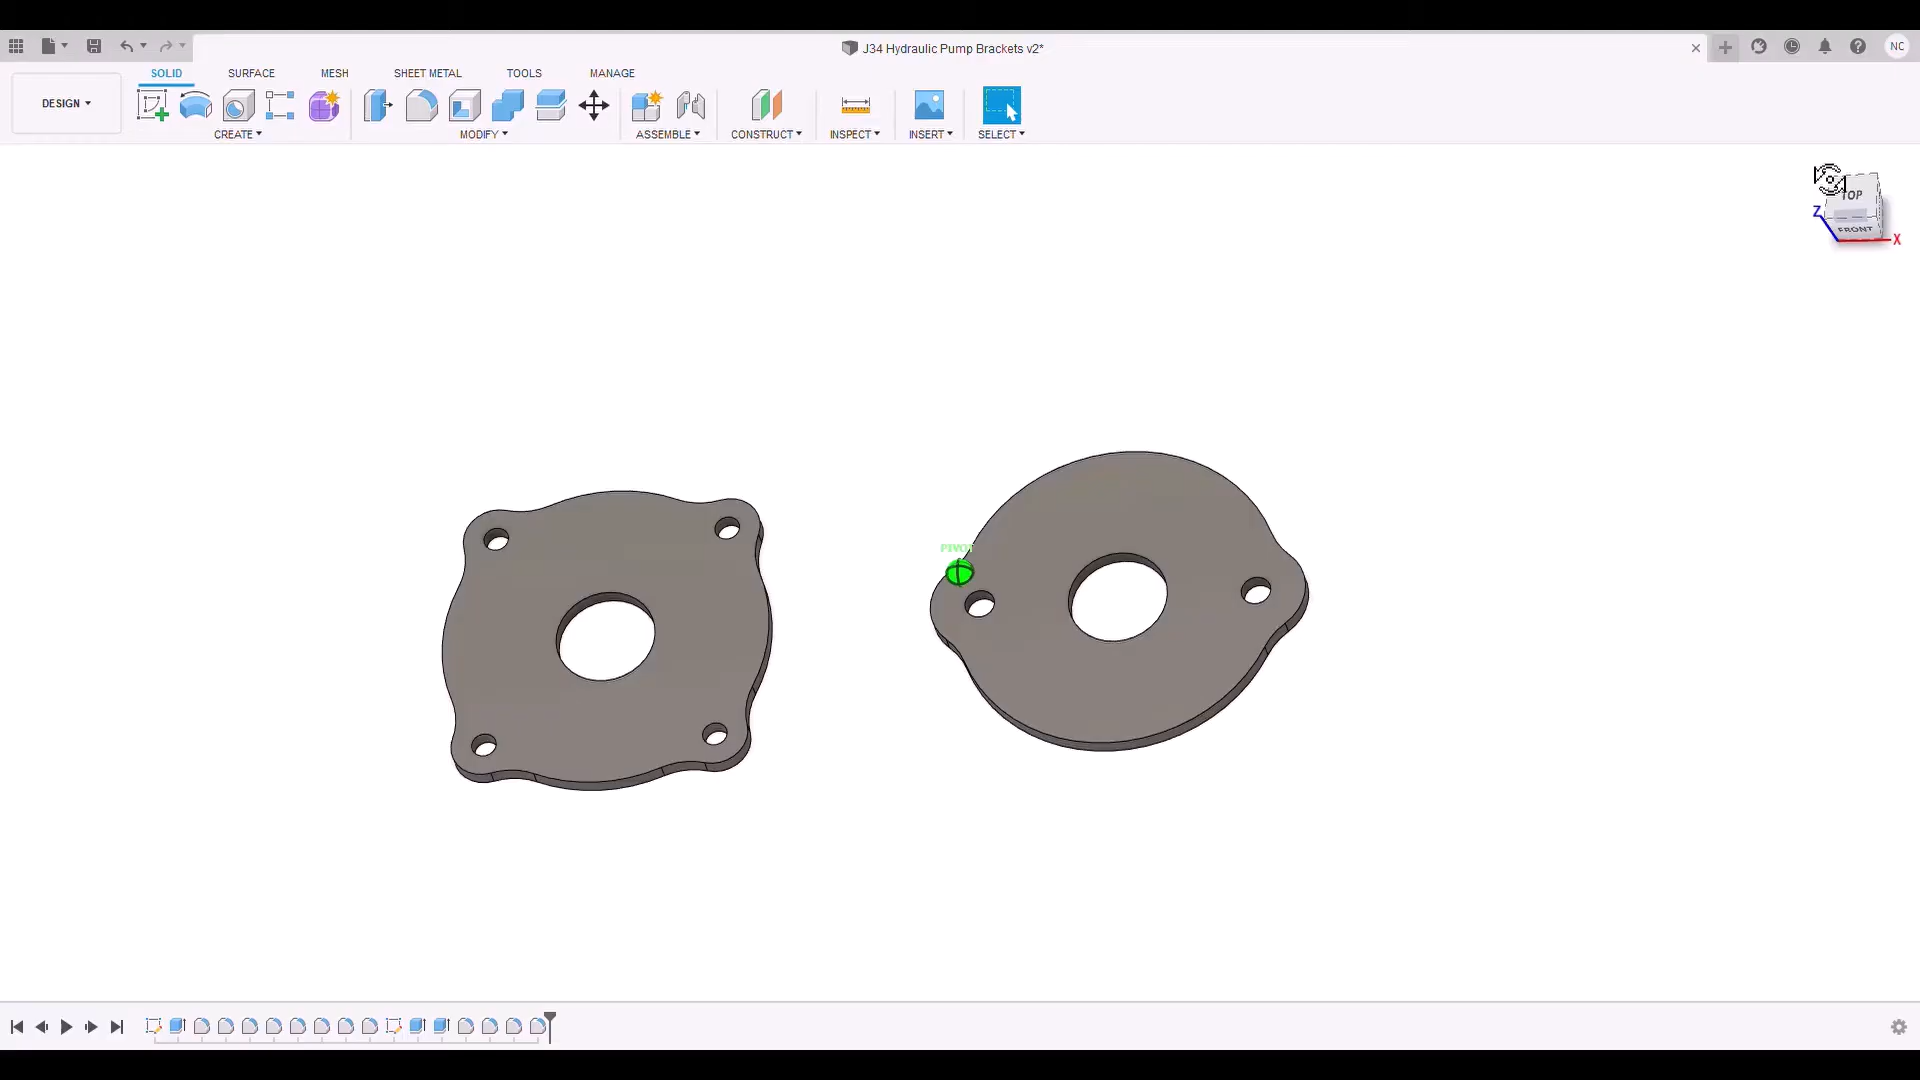 J34 Hydraulic Pump Brackets v2*
NC
SOLID SURFACE MESH SHEET METAL TOOLS MANAGE
DESIGN
CREATE MODIFY ASSEMBLE CONSTRUCT INSPECT INSERT SELECT
TOP
Z
FRONT
X
PIVOT